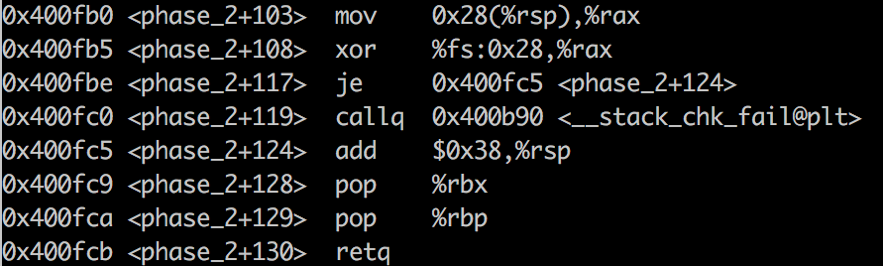 0x400fb0 <phase_2+103> mov 0x28(%rsp),%rax
0x400fb5 <phase_2+108> xor %fs:0x28,%rax
0x400fbe <phase_2+117> je 0x400fc5 <phase_2+124>
0x400fc0 <phase_2+119> callq 0x400b90 <__stack_chk_fail@plt>
0x400fc5 <phase_2+124> add $0x38,%rsp
0x400fc9 <phase_2+128> pop %rbx
0x400fca <phase_2+129> pop %rbp
0x400fcb <phase_2+130> retq